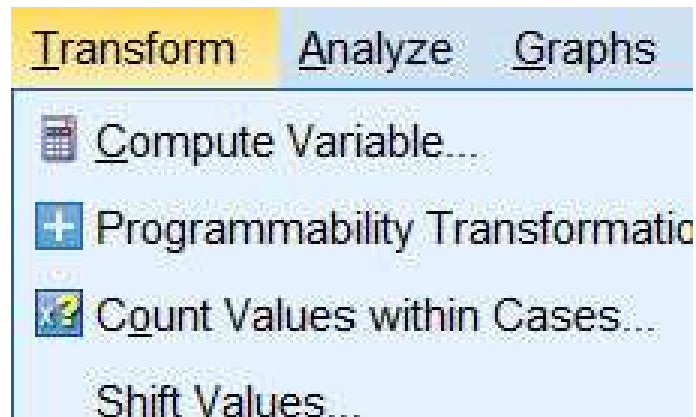 Transform Analyze Graphs
Compute Variable...
Programmability Transformatio
Count Values within Cases...
Shift Values...